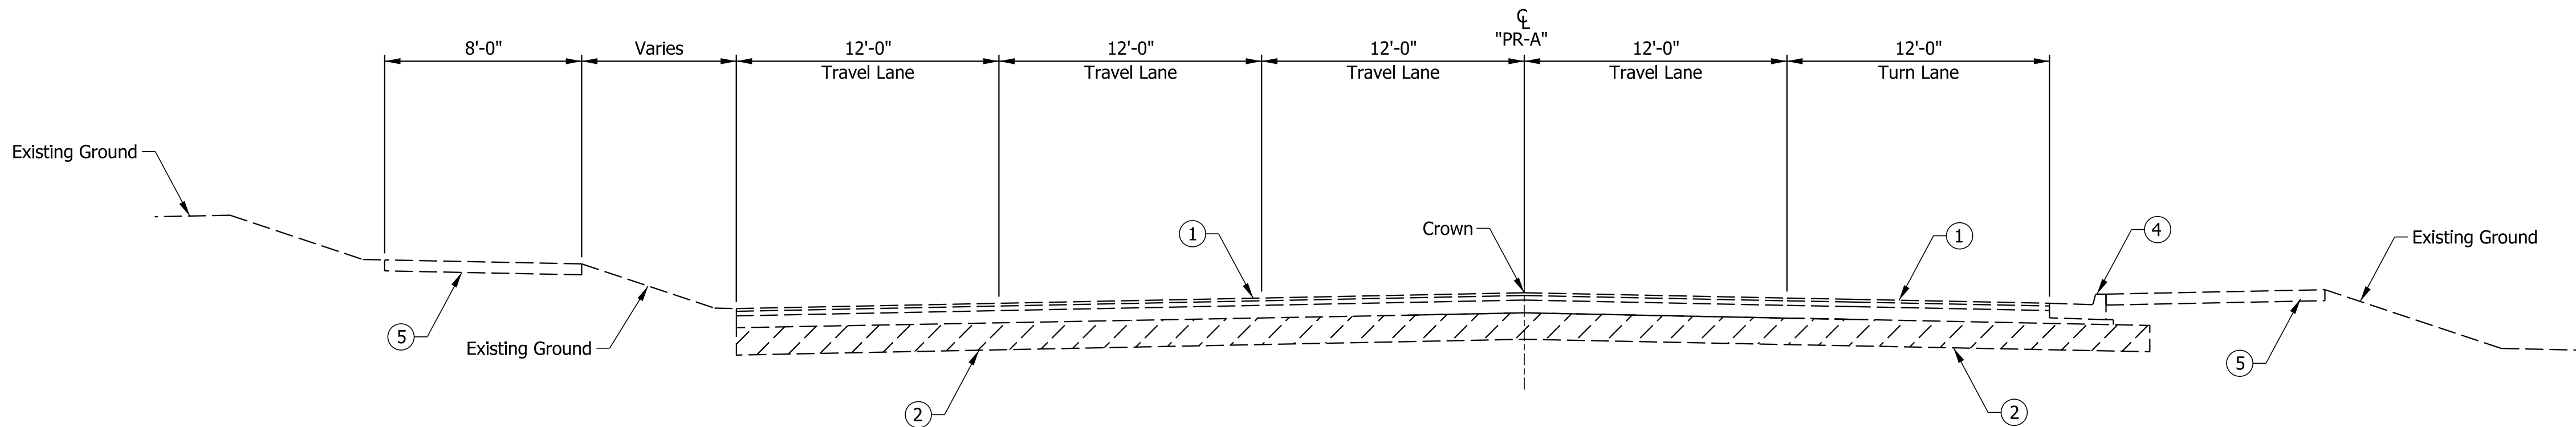 ℄
"PR-A"
8'-0"
Varies
12'-0"
Travel Lane
12'-0"
Travel Lane
12'-0"
Travel Lane
12'-0"
Travel Lane
12'-0"
Turn Lane
Existing Ground
1
Crown
1
4
Existing Ground
5
Existing Ground
5
2
2